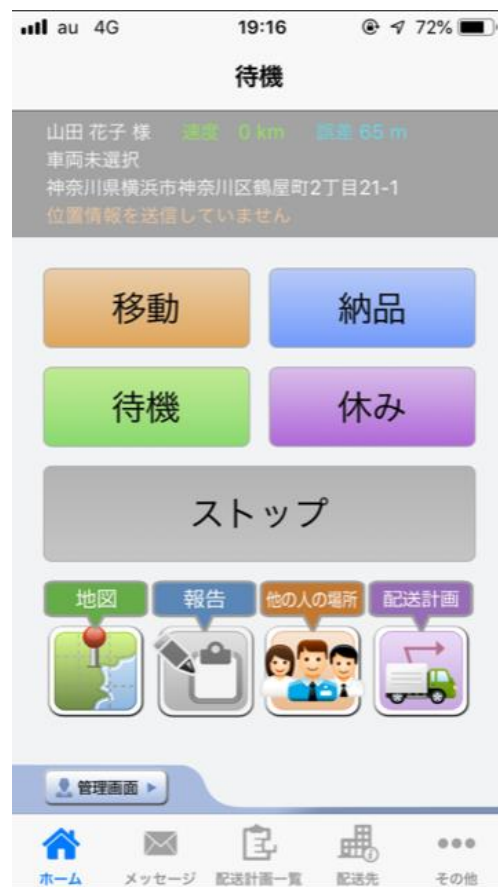 au 4G 19:16 72%
待機
山田 花子 様 速度 0 km 誤差 65 m
車両未選択
神奈川県横浜市神奈川区鶴屋町2丁目21-1
位置情報を送信していません
移動 納品
待機 休み
ストップ
地図 報告 他の人の場所 配送計画
管理画面
ホーム メッセージ 配送計画一覧 配送先 その他